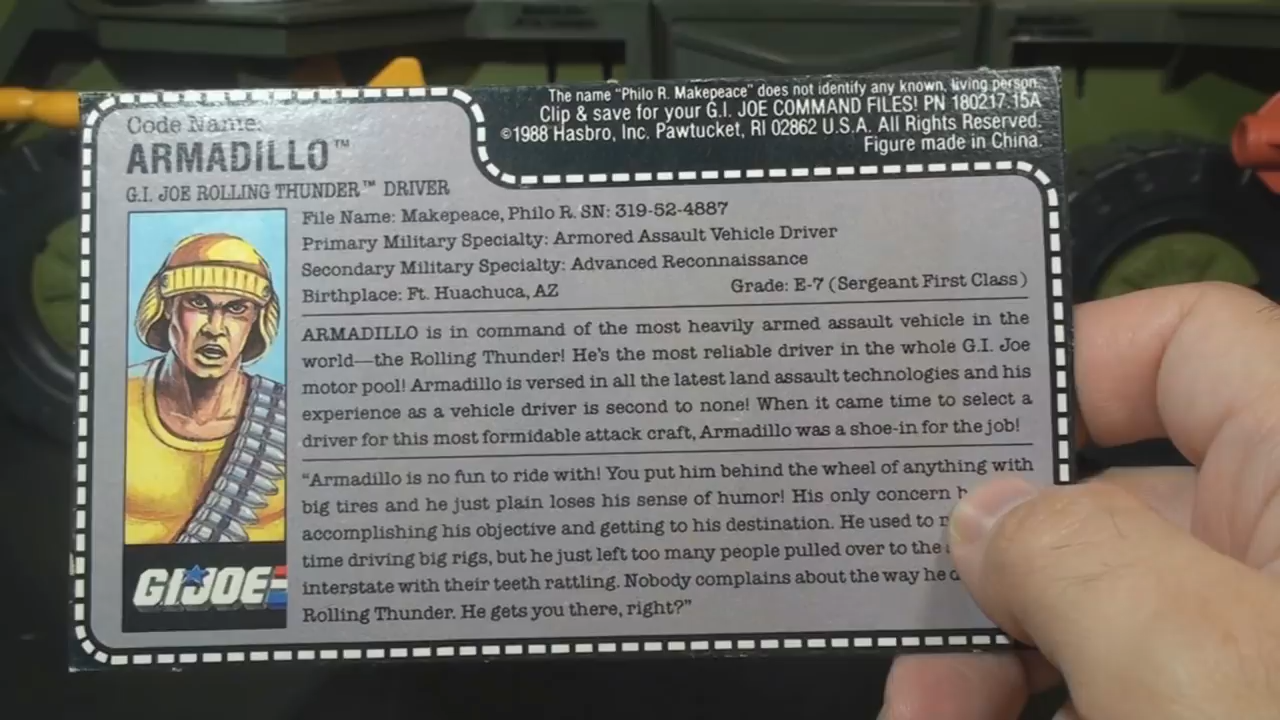 The name "Philo R. Makepeace" does not identify any known, living person.
Clip & save for your G.I. JOE COMMAND FILES! PN 180217.15A
©1988 Hasbro, Inc. Pawtucket, RI 02862 U.S.A. All Rights Reserved.
Figure made in China.
Code Name:
ARMADILLO™
G.I. JOE ROLLING THUNDER™ DRIVER
File Name: Makepeace, Philo R. SN: 319-52-4887
Primary Military Specialty: Armored Assault Vehicle Driver
Secondary Military Specialty: Advanced Reconnaissance
Birthplace: Ft. Huachuca, AZ Grade: E-7 (Sergeant First Class)
ARMADILLO is in command of the most heavily armed assault vehicle in the
world—the Rolling Thunder! He's the most reliable driver in the whole G.I. Joe
motor pool! Armadillo is versed in all the latest land assault technologies and his
experience as a vehicle driver is second to none! When it came time to select a
driver for this most formidable attack craft, Armadillo was a shoe-in for the job!
"Armadillo is no fun to ride with! You put him behind the wheel of anything with
big tires and he just plain loses his sense of humor! His only concern
accomplishing his objective and getting to his destination. He used to
time driving big rigs, but he just left too many people pulled over to the
interstate with their teeth rattling. Nobody complains about the way he
Rolling Thunder. He gets you there, right?"
GI JOE